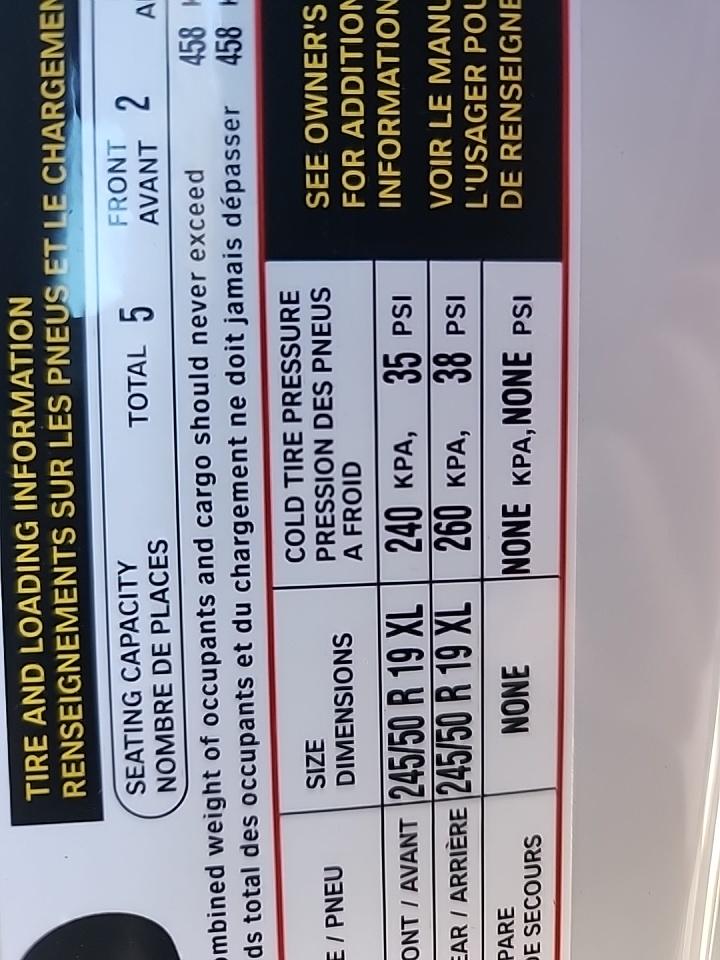 TIRE AND LOADING INFORMATION
RENSEIGNEMENTS SUR LES PNEUS ET LE CHARGEMEN
SEATING CAPACITY
NOMBRE DE PLACES
TOTAL 5
FRONT
AVANT
2
ombined weight of occupants and cargo should never exceed 458
ds total des occupants et du chargement ne doit jamais dépasser 458
E / PNEU
SIZE
DIMENSIONS
COLD TIRE PRESSURE
PRESSION DES PNEUS
A FROID
SEE OWNER'S
FOR ADDITION
INFORMATION
VOIR LE MANU
L'USAGER POU
DE RENSEIGNE
ONT / AVANT 245/50 R 19 XL 240 KPA, 35 PSI
EAR / ARRIÈRE 245/50 R 19 XL 260 KPA, 38 PSI
PARE
DE SECOURS
NONE
NONE KPA, NONE PSI